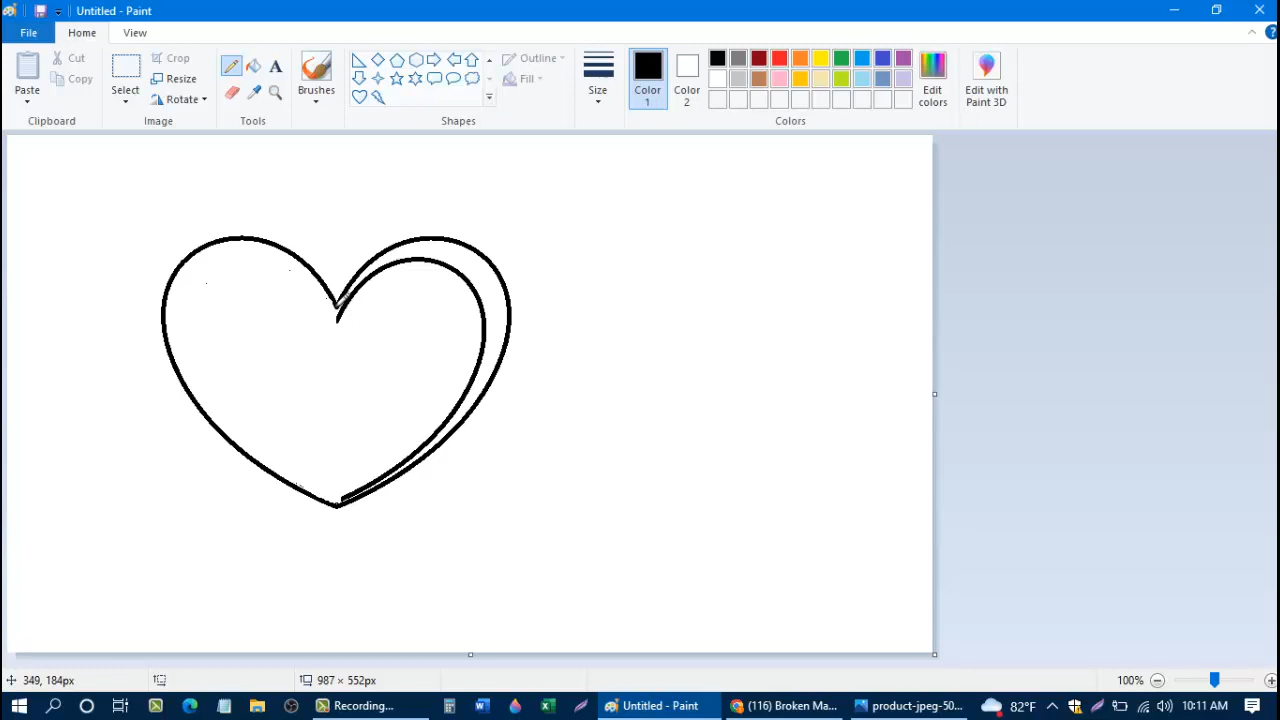 Untitled - Paint
File
Home
View
Paste
Cut
Copy
Clipboard
Select
Crop
Resize
Rotate
Image
A
Tools
Brushes
Outline
Fill
Shapes
Size
Color 1
Color 2
Edit colors
Colors
Edit with Paint 3D
349, 184px
987 × 552px
100%
Recording...
Untitled - Paint
(116) Broken Ma...
product-jpeg-50...
82°F
10:11 AM